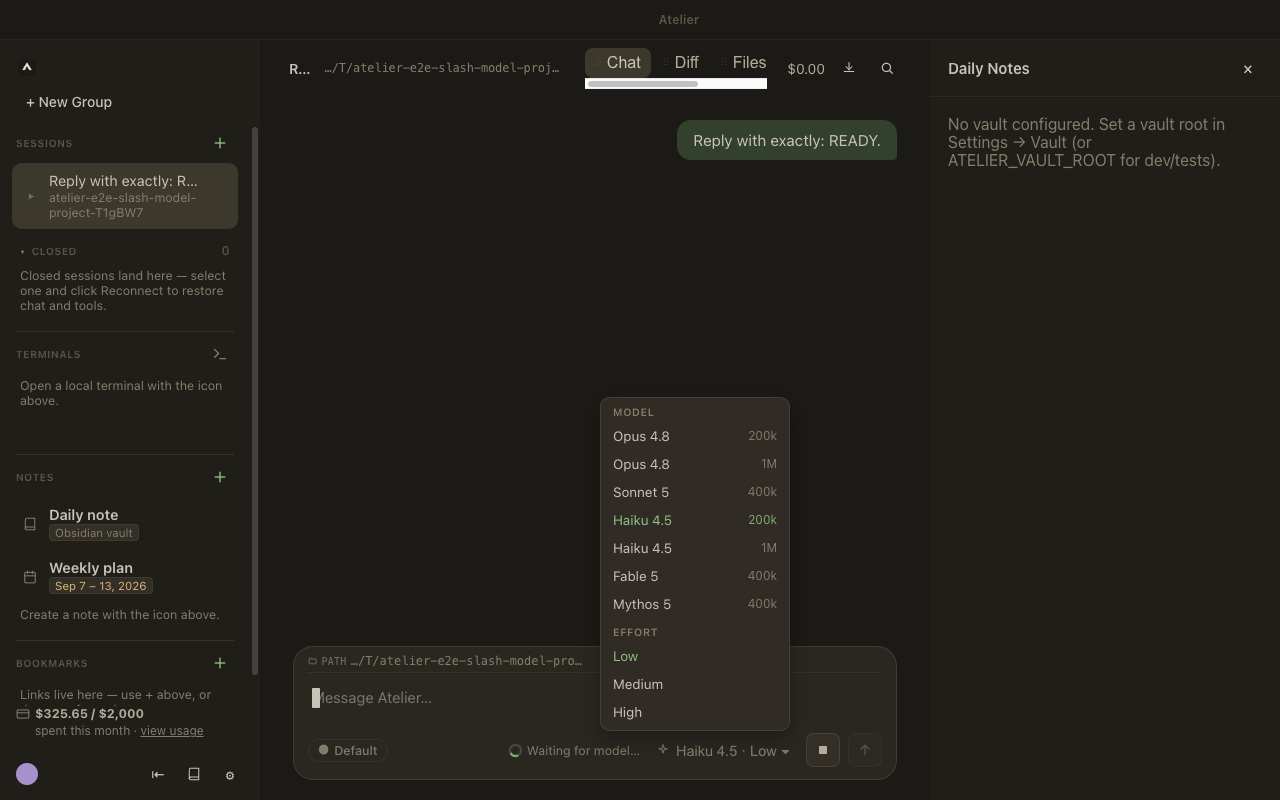 Atelier
+ New Group
SESSIONS
Reply with exactly: R...
atelier-e2e-slash-model-
project-T1gBW7
CLOSED 0
Closed sessions land here — select
one and click Reconnect to restore
chat and tools.
TERMINALS
Open a local terminal with the icon
above.
NOTES
Daily note
Obsidian vault
Weekly plan
Sep 7 – 13, 2026
Create a note with the icon above.
BOOKMARKS
Links live here — use + above, or
$325.65 / $2,000
spent this month · view usage
R... …/T/atelier-e2e-slash-model-proj…
Chat Diff Files
$0.00
Reply with exactly: READY.
MODEL
Opus 4.8 200k
Opus 4.8 1M
Sonnet 5 400k
Haiku 4.5 200k
Haiku 4.5 1M
Fable 5 400k
Mythos 5 400k
EFFORT
Low
Medium
High
PATH …/T/atelier-e2e-slash-model-pro…
Message Atelier...
Default
Waiting for model...
Haiku 4.5 · Low
Daily Notes
No vault configured. Set a vault root in
Settings → Vault (or
ATELIER_VAULT_ROOT for dev/tests).